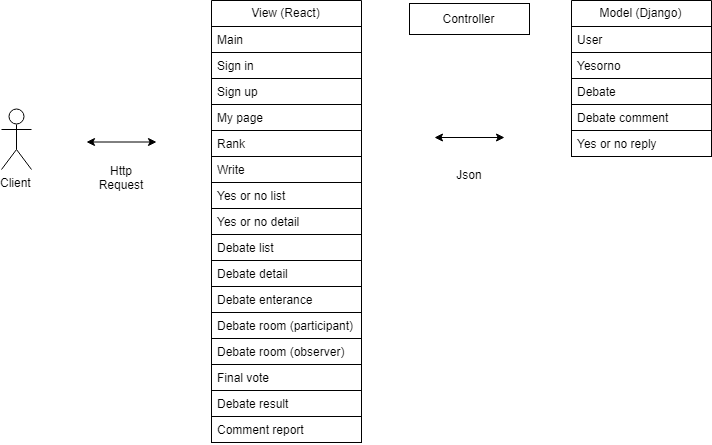 View (React)
Main
Sign in
Sign up
My page
Rank
Write
Yes or no list
Yes or no detail
Debate list
Debate detail
Debate enterance
Debate room (participant)
Debate room (observer)
Final vote
Debate result
Comment report
Controller
Model (Django)
User
Yesorno
Debate
Debate comment
Yes or no reply
Client
Http
Request
Json